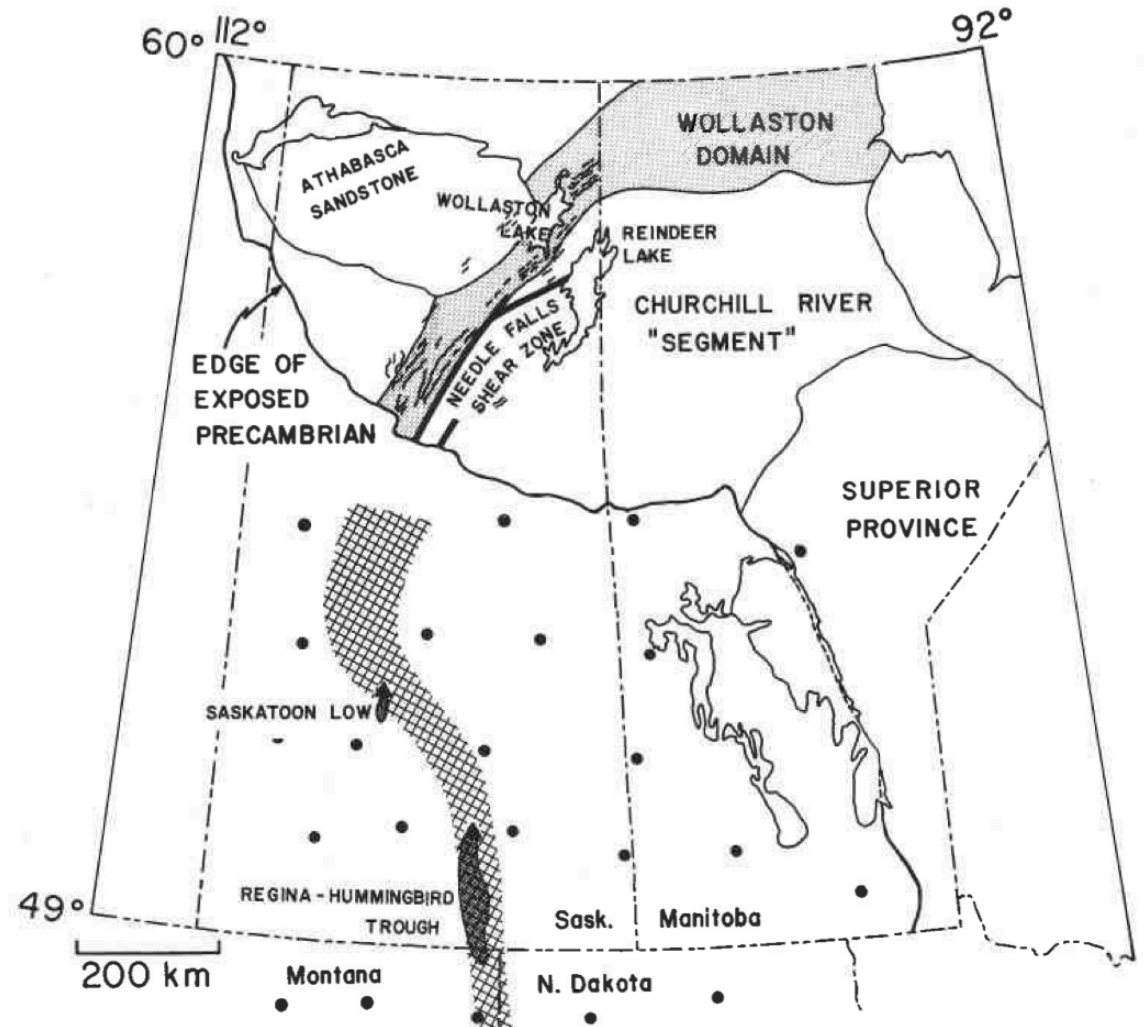 60° 112°
92°
WOLLASTON
DOMAIN
ATHABASCA
SANDSTONE
WOLLASTON
LAKE
REINDEER
LAKE
CHURCHILL RIVER
"SEGMENT"
NEEDLE FALLS
SHEAR ZONE
EDGE OF
EXPOSED
PRECAMBRIAN
SUPERIOR
PROVINCE
SASKATOON LOW
REGINA - HUMMINGBIRD
TROUGH
49°
Sask. Manitoba
200 km
Montana
N. Dakota